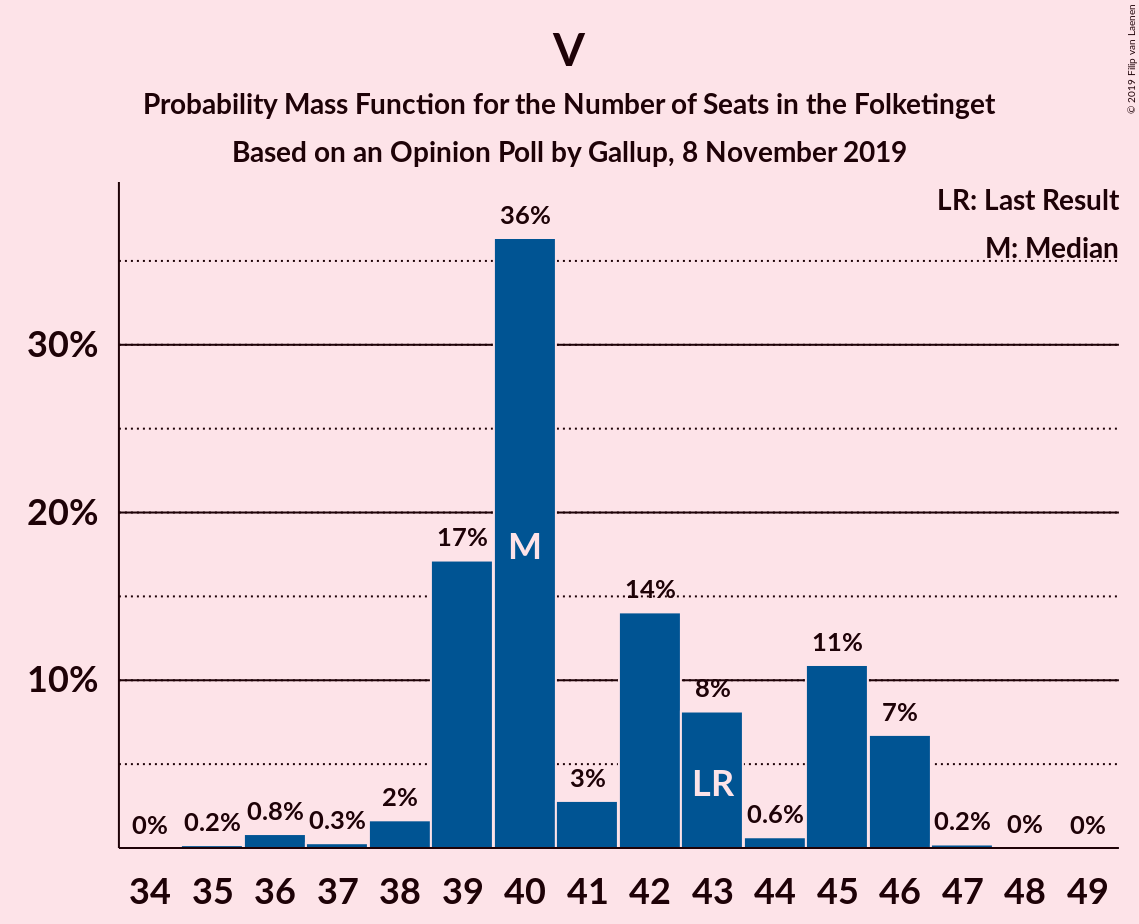 V
Probability Mass Function for the Number of Seats in the Folketinget
Based on an Opinion Poll by Gallup, 8 November 2019
© 2019 Filip van Laenen
LR: Last Result
M: Median
36%
30%
20%
17%
M
14%
11%
10%
8%
7%
LR
3%
2%
0% 0.2% 0.8% 0.3% 0.6% 0.2% 0% 0%
34 35 36 37 38 39 40 41 42 43 44 45 46 47 48 49